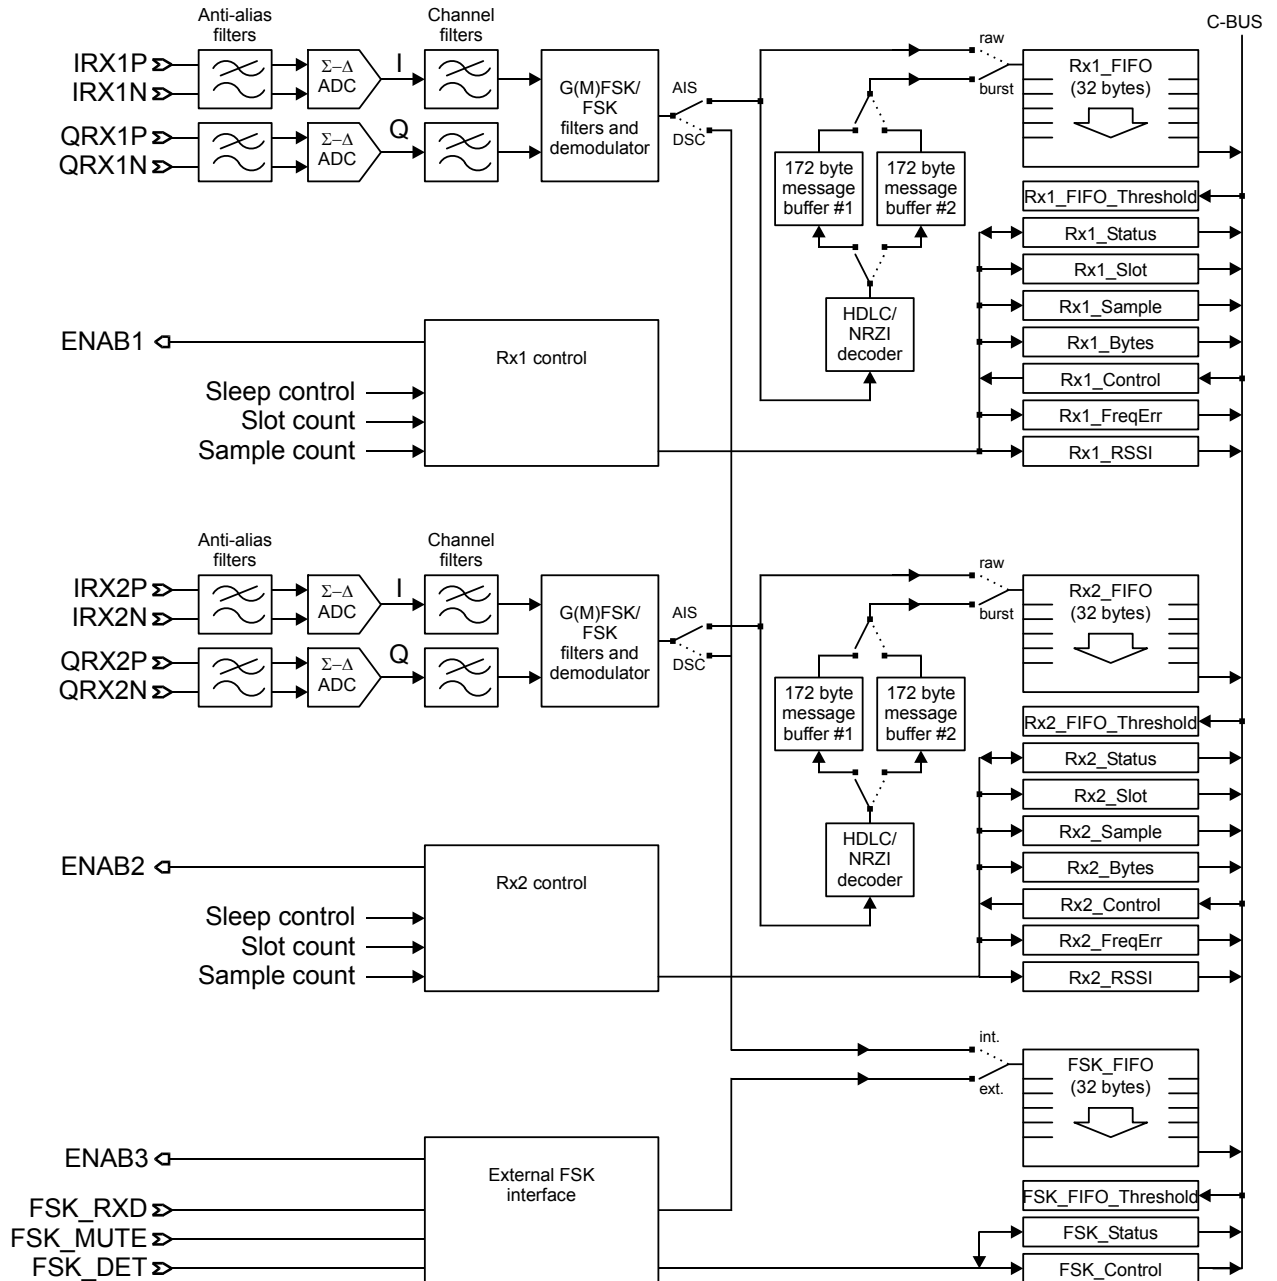 Anti-alias
filters
Channel
filters
C-BUS
IRX1P
IRX1N
QRX1P
QRX1N
Σ−Δ
ADC
Σ−Δ
ADC
I
Q
G(M)FSK/
FSK
filters and
demodulator
AIS
DSC
raw
burst
Rx1_FIFO
(32 bytes)
172 byte
message
buffer #1
172 byte
message
buffer #2
HDLC/
NRZI
decoder
Rx1_FIFO_Threshold
Rx1_Status
Rx1_Slot
Rx1_Sample
Rx1_Bytes
Rx1_Control
Rx1_FreqErr
Rx1_RSSI
ENAB1
Rx1 control
Sleep control
Slot count
Sample count
Anti-alias
filters
Channel
filters
IRX2P
IRX2N
QRX2P
QRX2N
Σ−Δ
ADC
Σ−Δ
ADC
I
Q
G(M)FSK/
FSK
filters and
demodulator
AIS
DSC
raw
burst
Rx2_FIFO
(32 bytes)
172 byte
message
buffer #1
172 byte
message
buffer #2
HDLC/
NRZI
decoder
Rx2_FIFO_Threshold
Rx2_Status
Rx2_Slot
Rx2_Sample
Rx2_Bytes
Rx2_Control
Rx2_FreqErr
Rx2_RSSI
ENAB2
Rx2 control
Sleep control
Slot count
Sample count
int.
ext.
FSK_FIFO
(32 bytes)
ENAB3
FSK_RXD
FSK_MUTE
FSK_DET
External FSK
interface
FSK_FIFO_Threshold
FSK_Status
FSK_Control